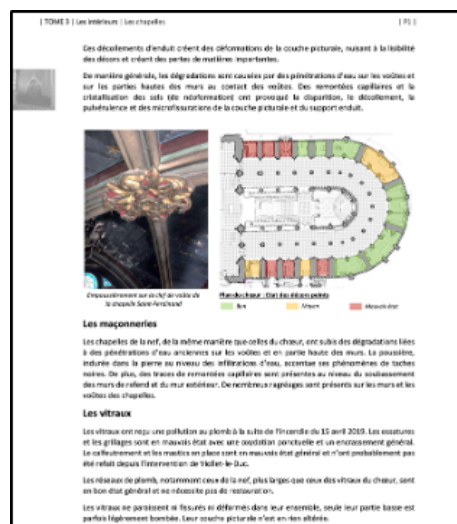 | TOME 3 | Les intérieurs | Les chapelles | P1 |
Ces décollements d'enduit créent des déformations de la couche picturale, nuisant à la lisibilité
des décors et créant des pertes de matières importantes.
De manière générale, les dégradations sont causées par des pénétrations d'eau sur les voûtes et
sur les parties hautes des murs au contact des voûtes. Des remontées capillaires et la
cristallisation des sels (de néoformation) ont provoqué la disparition, le décollement, la
pulvérulence et des microfissurations de la couche picturale et du support enduit.
Empoussièrement sur la clef de voûte de
la chapelle Saint-Ferdinand
Plan du chœur : Etat des décors peints
Bon Moyen Mauvais état
Les maçonneries
Les chapelles de la nef, de la même manière que celles du chœur, ont subis des dégradations liées
à des pénétrations d'eau anciennes sur les voûtes et en partie haute des murs. La poussière,
indurée dans la pierre au niveau des infiltrations d'eau, accentue ses phénomènes de taches
noires. De plus, des traces de remontées capillaires sont présentes au niveau du soubassement
des murs de refend et du mur extérieur. De nombreux ragréages sont présents sur les murs et les
voûtes des chapelles.
Les vitraux
Les vitraux ont reçu une pollution au plomb à la suite de l'incendie du 15 avril 2019. Les ossatures
et les grillages sont en mauvais état avec une oxydation ponctuelle et un encrassement général.
Le calfeutrement et les mastics en place sont en mauvais état général et n'ont probablement pas
été refait depuis l'intervention de Viollet-le-Duc.
Les réseaux de plomb, notamment ceux de la nef, plus larges que ceux des vitraux du chœur, sont
en bon état général et ne nécessite pas de restauration.
Les vitraux ne paraissent ni fissurés ni déformés dans leur ensemble, seule leur partie basse est
parfois légèrement bombée. Leur couche picturale n'est en rien altérée.